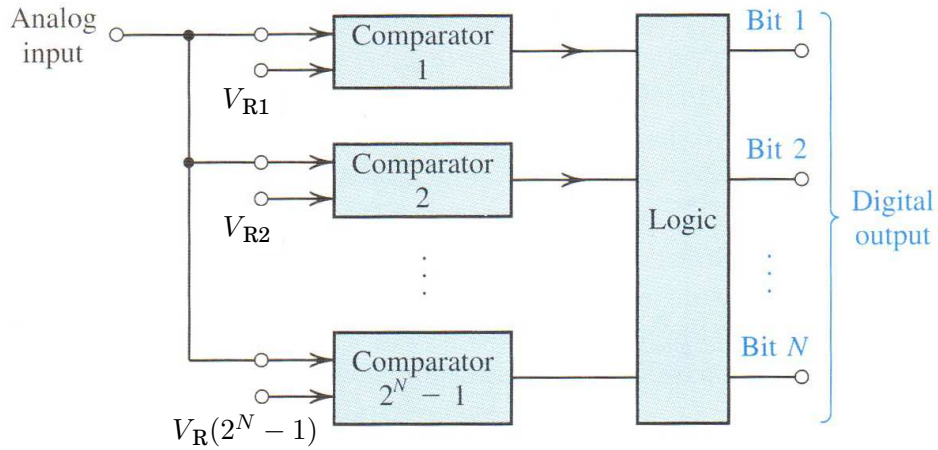 Analog
input
Comparator
1
V_R1
Comparator
2
V_R2
Comparator
2^N − 1
V_R(2^N − 1)
Logic
Bit 1
Bit 2
Bit N
Digital
output